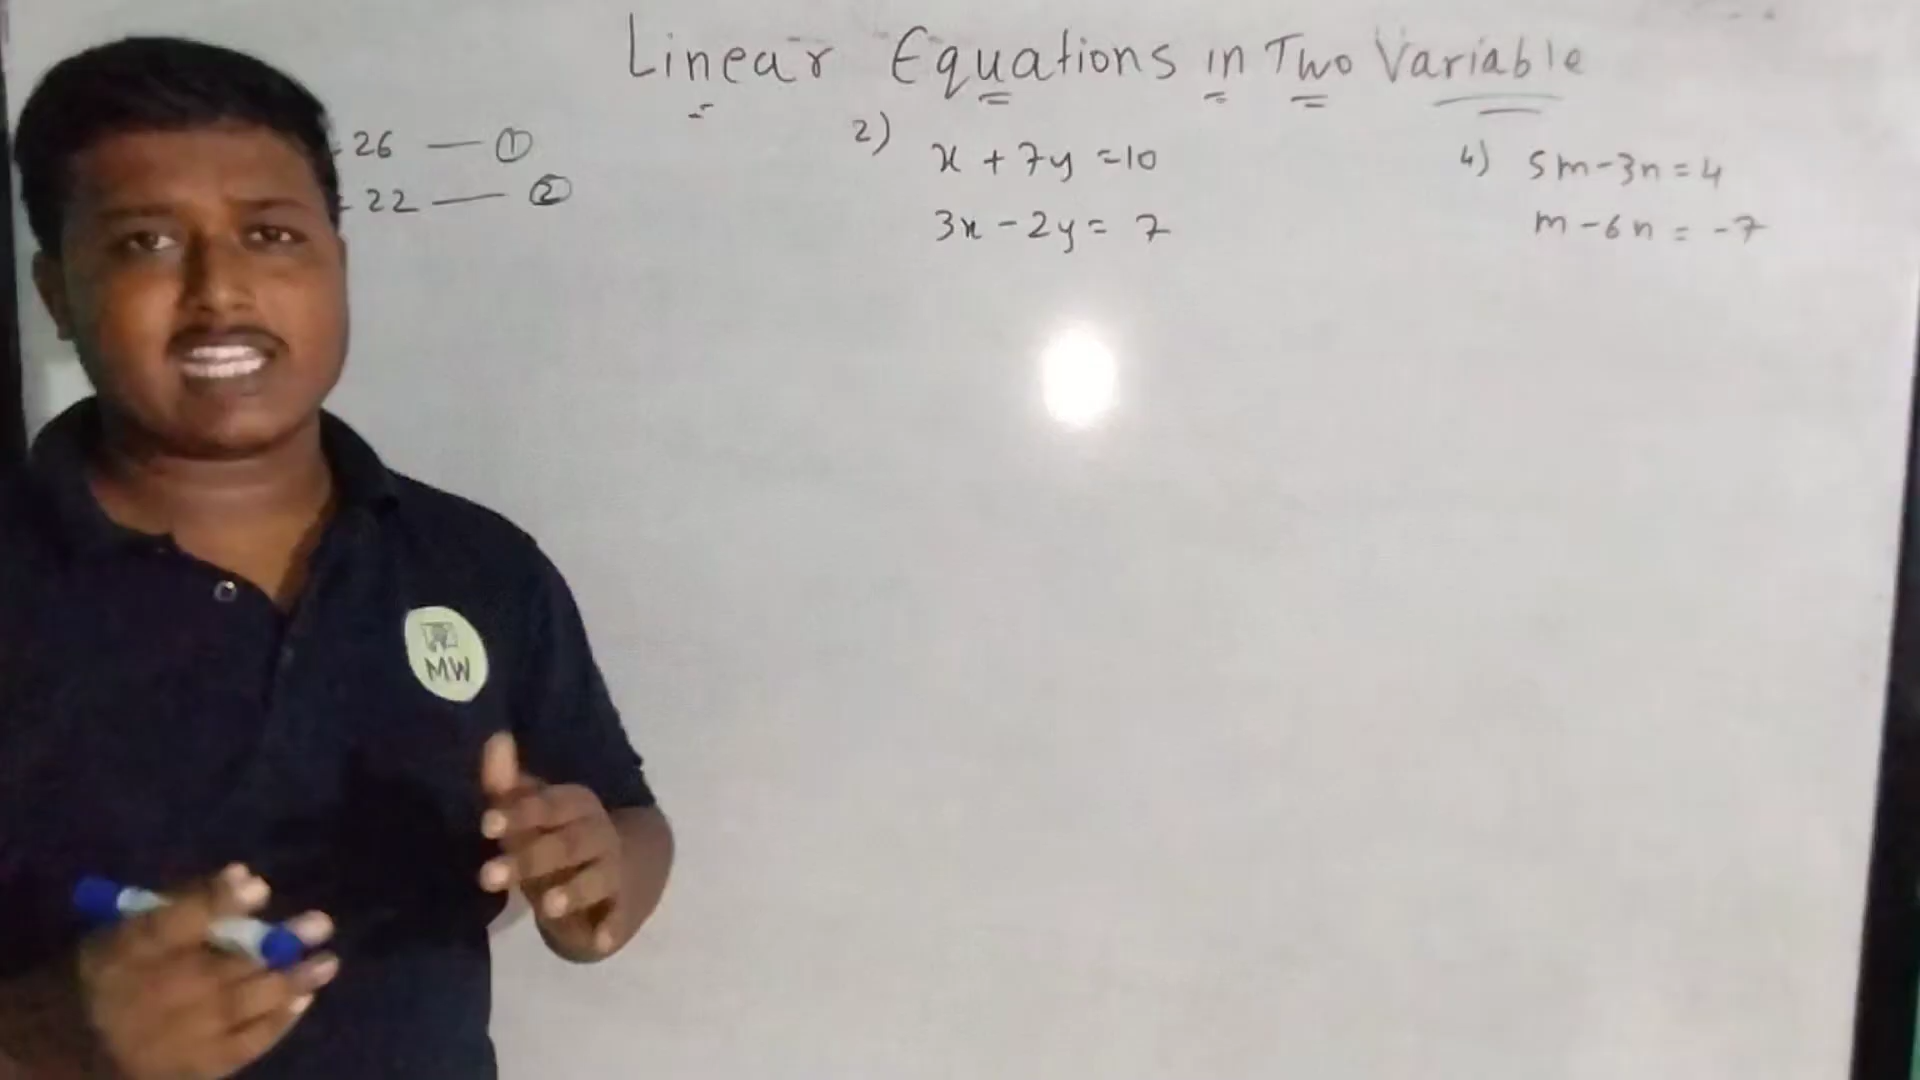 Linear Equations in Two Variable
= 26 — ①
= 22 — ②
2) x + 7y = 10
3x - 2y = 7
4) 5m - 3n = 4
m - 6n = -7
MW